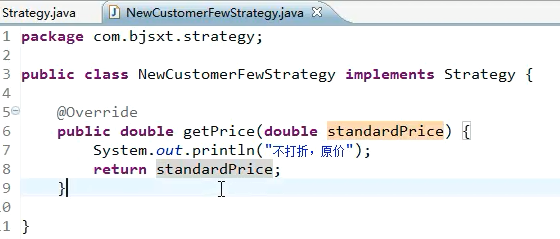 Strategy.java
NewCustomerFewStrategy.java
1 package com.bjsxt.strategy;
2
3 public class NewCustomerFewStrategy implements Strategy {
4
5 @Override
6 public double getPrice(double standardPrice) {
7 System.out.println("不打折，原价");
8 return standardPrice;
9 }
0
1 }